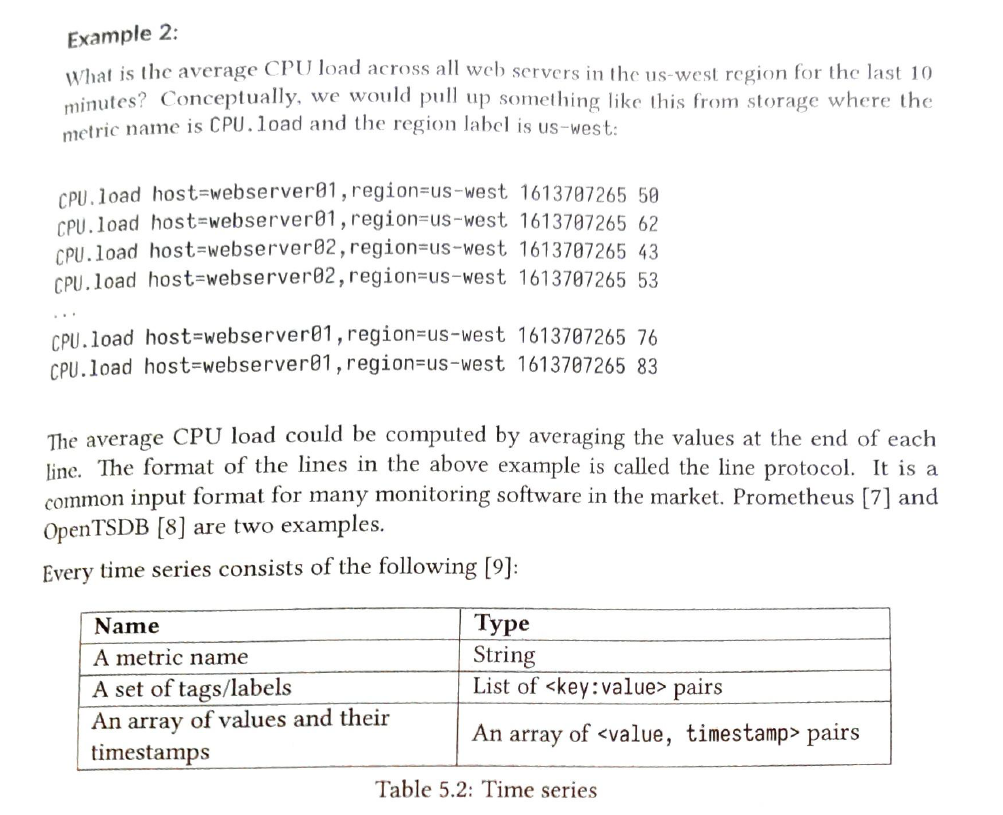 Example 2:
What is the average CPU load across all web servers in the us-west region for the last 10
minutes? Conceptually, we would pull up something like this from storage where the
metric name is CPU.load and the region label is us-west:
CPU.load host=webserver01,region=us-west 1613707265 50
CPU.load host=webserver01,region=us-west 1613707265 62
CPU.load host=webserver02,region=us-west 1613707265 43
CPU.load host=webserver02,region=us-west 1613707265 53
...
CPU.load host=webserver01,region=us-west 1613707265 76
CPU.load host=webserver01,region=us-west 1613707265 83
The average CPU load could be computed by averaging the values at the end of each
line. The format of the lines in the above example is called the line protocol. It is a
common input format for many monitoring software in the market. Prometheus [7] and
OpenTSDB [8] are two examples.
Every time series consists of the following [9]:
Name Type
A metric name String
A set of tags/labels List of <key:value> pairs
An array of values and their
timestamps An array of <value, timestamp> pairs
Table 5.2: Time series